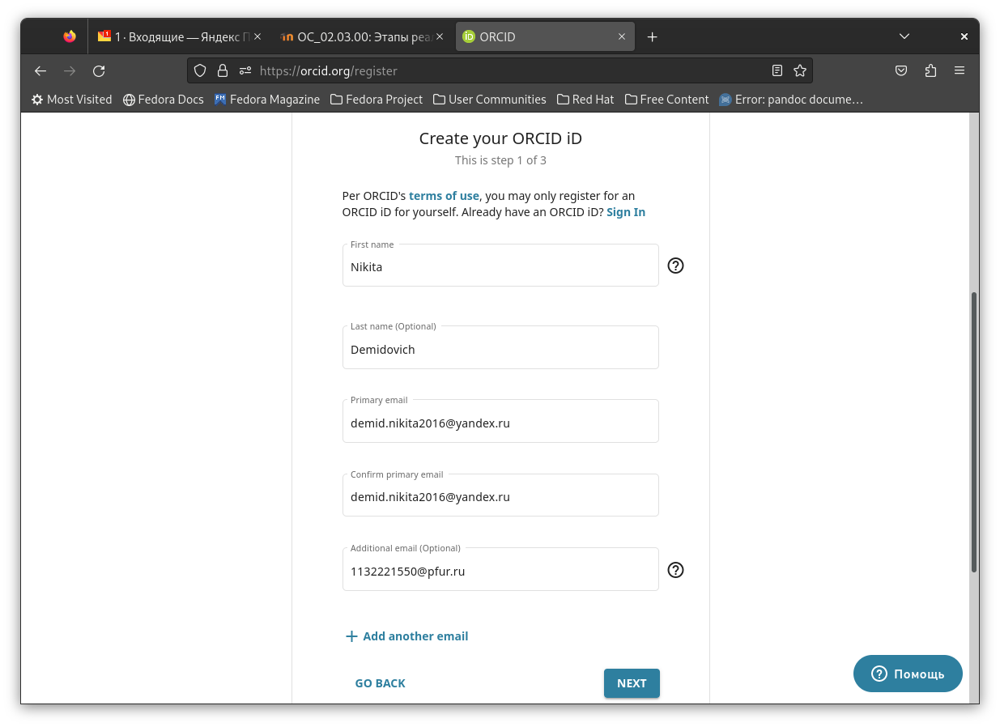 1 · Входящие — Яндекс П
ОС_02.03.00: Этапы реа
iD ORCID
https://orcid.org/register
Most Visited
Fedora Docs
FM Fedora Magazine
Fedora Project
User Communities
Red Hat
Free Content
Error: pandoc docume…
Create your ORCID iD
This is step 1 of 3
Per ORCID's terms of use, you may only register for an
ORCID iD for yourself. Already have an ORCID iD? Sign In
First name
Nikita
Last name (Optional)
Demidovich
Primary email
demid.nikita2016@yandex.ru
Confirm primary email
demid.nikita2016@yandex.ru
Additional email (Optional)
1132221550@pfur.ru
Add another email
GO BACK
NEXT
Помощь